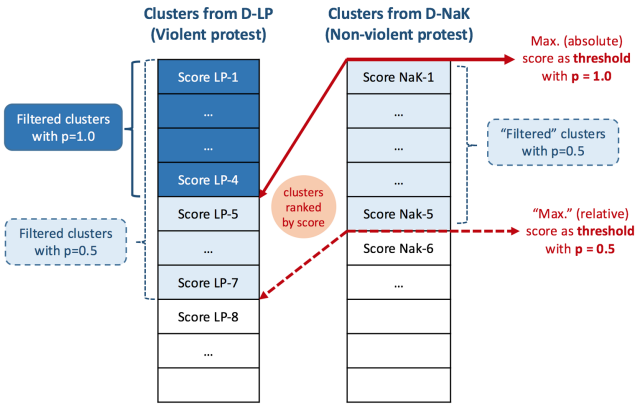 Clusters from D-LP
(Violent protest)
Clusters from D-NaK
(Non-violent protest)
Max. (absolute)
score as threshold
with p = 1.0
Score LP-1
...
...
Score LP-4
Score LP-5
...
Score LP-7
Score LP-8
...
Filtered clusters
with p=1.0
Filtered clusters
with p=0.5
clusters
ranked
by score
Score NaK-1
...
...
...
Score Nak-5
Score Nak-6
...
“Filtered” clusters
with p=0.5
“Max.” (relative)
score as threshold
with p = 0.5